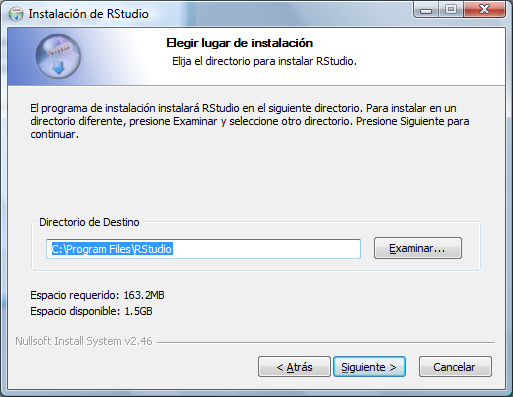 Instalación de RStudio
Elegir lugar de instalación
Elija el directorio para instalar RStudio.
El programa de instalación instalará RStudio en el siguiente directorio. Para instalar en un
directorio diferente, presione Examinar y seleccione otro directorio. Presione Siguiente para
continuar.
Directorio de Destino
C:\Program Files\RStudio
Examinar...
Espacio requerido: 163.2MB
Espacio disponible: 1.5GB
Nullsoft Install System v2.46
< Atrás
Siguiente >
Cancelar